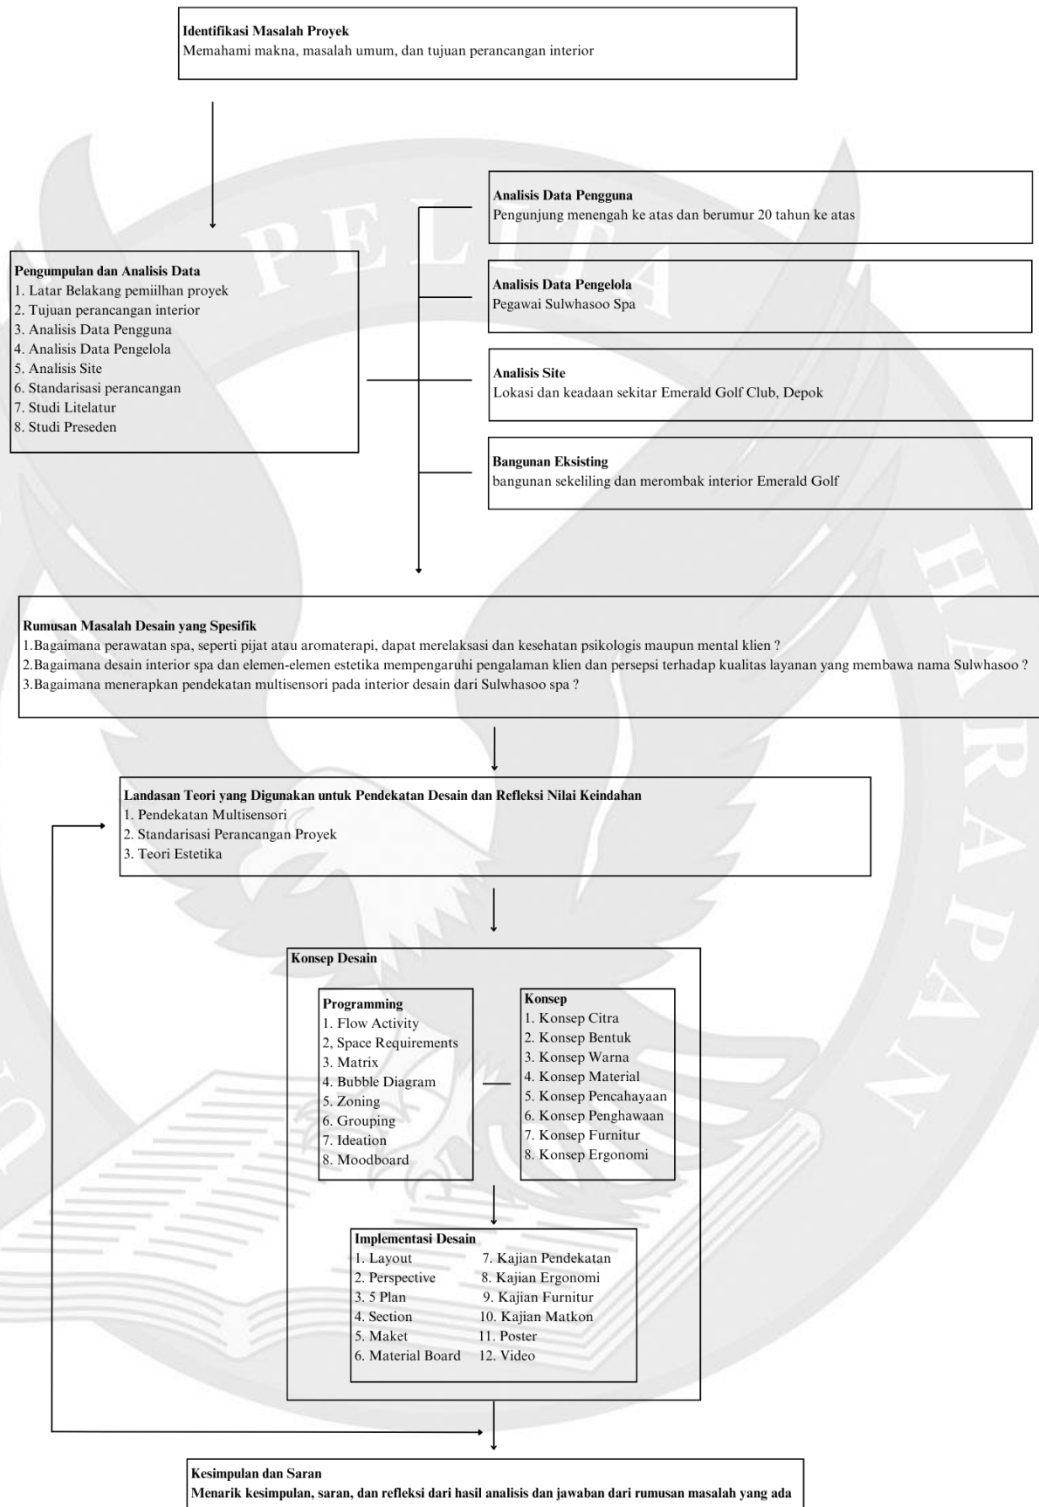 Identifikasi Masalah Proyek
Memahami makna, masalah umum, dan tujuan perancangan interior
PELITA
HARAPAN
U
Analisis Data Pengguna
Pengunjung menengah ke atas dan berumur 20 tahun ke atas
Pengumpulan dan Analisis Data
1. Latar Belakang pemiilhan proyek
2. Tujuan perancangan interior
3. Analisis Data Pengguna
4. Analisis Data Pengelola
5. Analisis Site
6. Standarisasi perancangan
7. Studi Litelatur
8. Studi Preseden
Analisis Data Pengelola
Pegawai Sulwhasoo Spa
Analisis Site
Lokasi dan keadaan sekitar Emerald Golf Club, Depok
Bangunan Eksisting
bangunan sekeliling dan merombak interior Emerald Golf
Rumusan Masalah Desain yang Spesifik
1.Bagaimana perawatan spa, seperti pijat atau aromaterapi, dapat merelaksasi dan kesehatan psikologis maupun mental klien ?
2.Bagaimana desain interior spa dan elemen-elemen estetika mempengaruhi pengalaman klien dan persepsi terhadap kualitas layanan yang membawa nama Sulwhasoo ?
3.Bagaimana menerapkan pendekatan multisensori pada interior desain dari Sulwhasoo spa ?
Landasan Teori yang Digunakan untuk Pendekatan Desain dan Refleksi Nilai Keindahan
1. Pendekatan Multisensori
2. Standarisasi Perancangan Proyek
3. Teori Estetika
Konsep Desain
Programming
1. Flow Activity
2, Space Requirements
3. Matrix
4. Bubble Diagram
5. Zoning
6. Grouping
7. Ideation
8. Moodboard
Konsep
1. Konsep Citra
2. Konsep Bentuk
3. Konsep Warna
4. Konsep Material
5. Konsep Pencahayaan
6. Konsep Penghawaan
7. Konsep Furnitur
8. Konsep Ergonomi
Implementasi Desain
1. Layout
2. Perspective
3. 5 Plan
4. Section
5. Maket
6. Material Board
7. Kajian Pendekatan
8. Kajian Ergonomi
9. Kajian Furnitur
10. Kajian Matkon
11. Poster
12. Video
Kesimpulan dan Saran
Menarik kesimpulan, saran, dan refleksi dari hasil analisis dan jawaban dari rumusan masalah yang ada